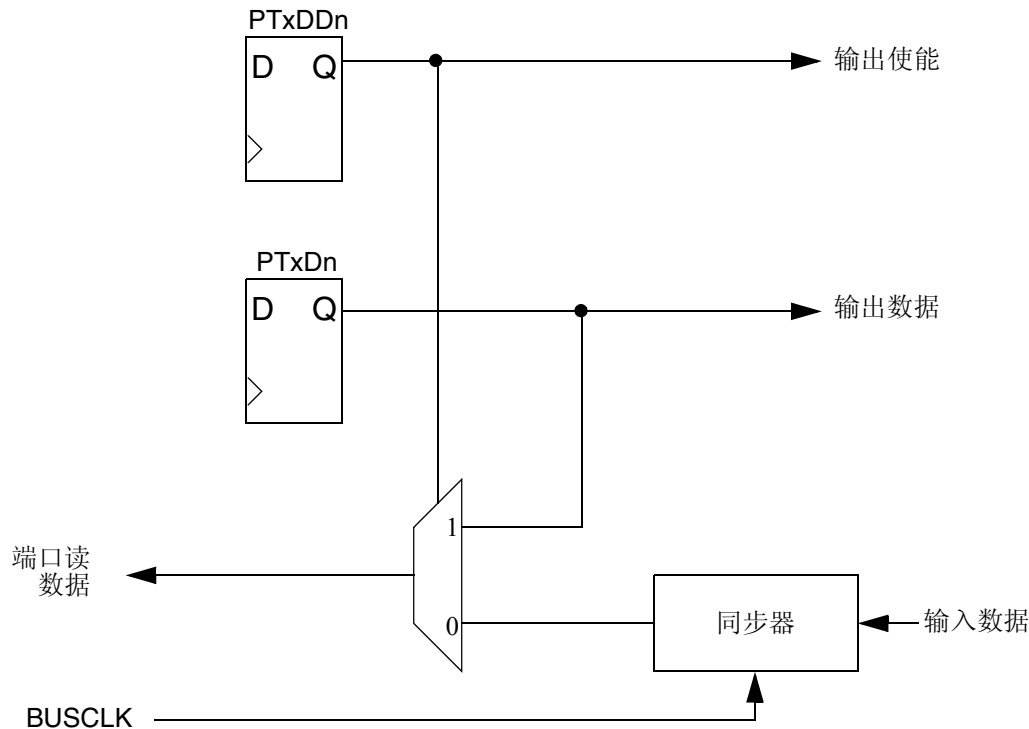 PTxDDn
D Q
输出使能
PTxDn
D Q
输出数据
1
端口读
数据
0
同步器
输入数据
BUSCLK